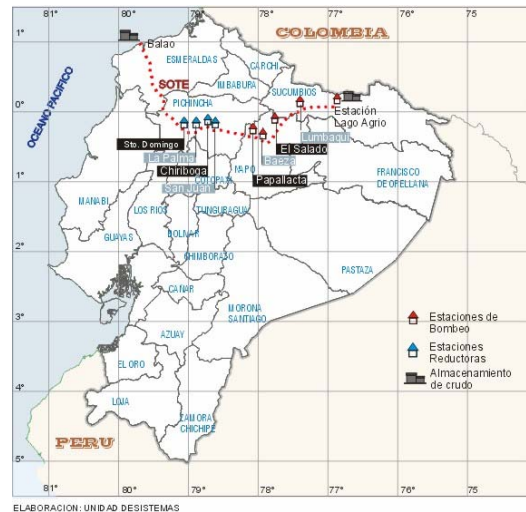 81° 80° 79° 78° 77° 76° 75°
COLOMBIA
1°
Balao
ESMERALDAS
CARCHI
IMBABURA
SUCUMBIOS
SOTE
PICHINCHA
OCEANO PACIFICO
0°
Estación
Lago Agrio
Lumbaqui
Sto. Domingo
El Salado
La Palma
Baeza
Chiriboga
NAPO
Papallacta
San Juan
COTOPAXI
FRANCISCO
DE ORELLANA
1°
MANABI
LOS RIOS
TUNGURAGUA
BOLIVAR
GUAYAS
2°
CHIMBORAZO
PASTAZA
CAÑAR
MORONA
SANTIAGO
3°
AZUAY
EL ORO
4°
LOJA
ZAMORA
CHICHIPE
PERU
5°
Estaciones de
Bombeo
Estaciones
Reductoras
Almacenamiento
de crudo
81° 80° 79° 78° 77° 76° 75°
ELABORACION: UNIDAD DESISTEMAS